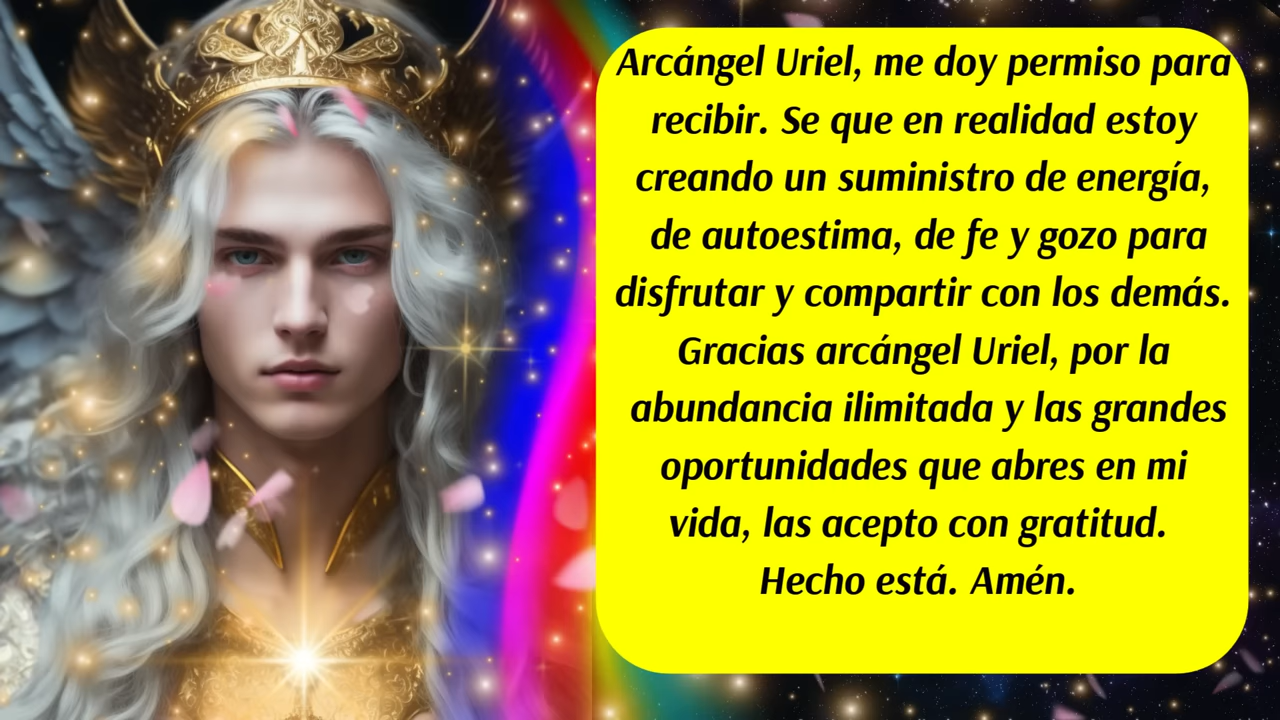 Arcángel Uriel, me doy permiso para
recibir. Se que en realidad estoy
creando un suministro de energía,
de autoestima, de fe y gozo para
disfrutar y compartir con los demás.
Gracias arcángel Uriel, por la
abundancia ilimitada y las grandes
oportunidades que abres en mi
vida, las acepto con gratitud.
Hecho está. Amén.